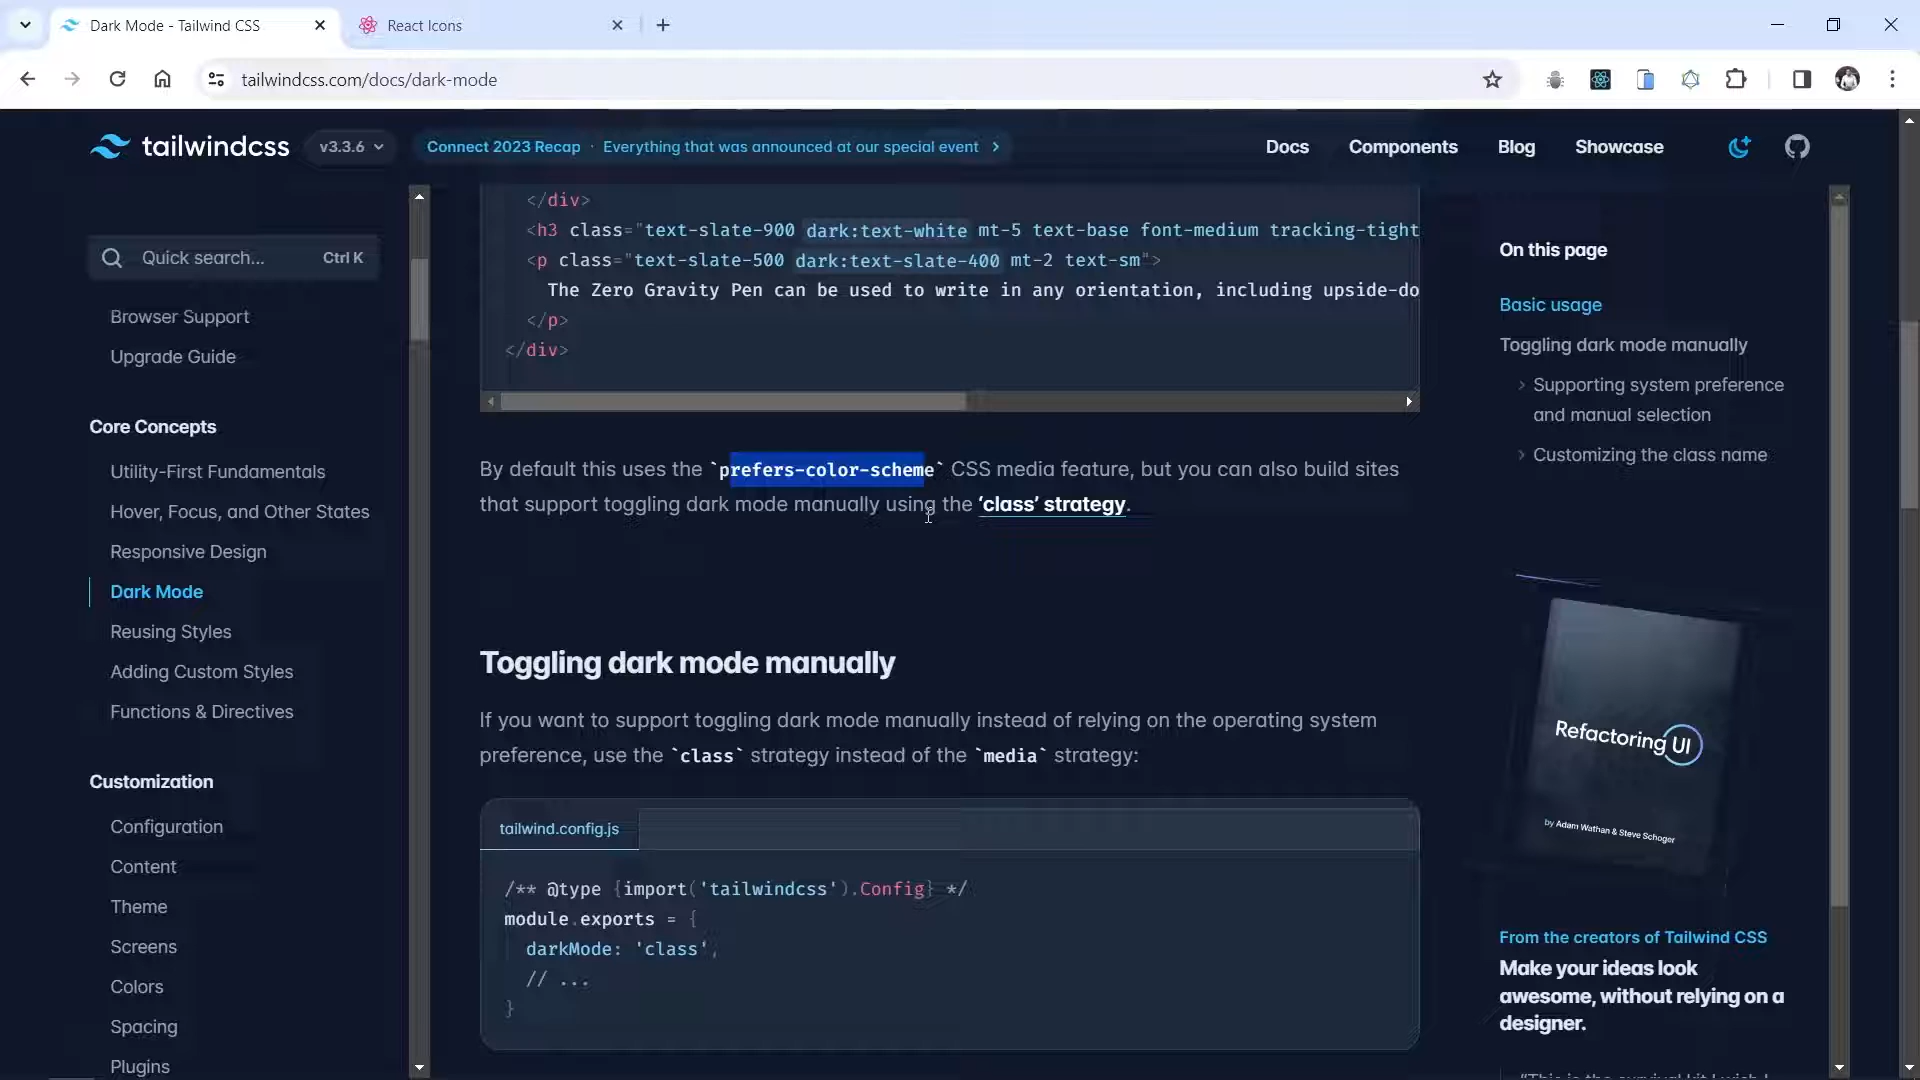 Dark Mode - Tailwind CSS
React Icons
tailwindcss.com/docs/dark-mode
tailwindcss
v3.3.6
Connect 2023 Recap · Everything that was announced at our special event
Docs
Components
Blog
Showcase
Quick search...
Ctrl K
Browser Support
Upgrade Guide
Core Concepts
Utility-First Fundamentals
Hover, Focus, and Other States
Responsive Design
Dark Mode
Reusing Styles
Adding Custom Styles
Functions & Directives
Customization
Configuration
Content
Theme
Screens
Colors
Spacing
Plugins
</div>
<h3 class="text-slate-900 dark:text-white mt-5 text-base font-medium tracking-tight
<p class="text-slate-500 dark:text-slate-400 mt-2 text-sm">
The Zero Gravity Pen can be used to write in any orientation, including upside-do
</p>
</div>
By default this uses the `prefers-color-scheme` CSS media feature, but you can also build sites
that support toggling dark mode manually using the ‘class’ strategy.
Toggling dark mode manually
If you want to support toggling dark mode manually instead of relying on the operating system
preference, use the `class` strategy instead of the `media` strategy:
tailwind.config.js
/** @type {import('tailwindcss').Config} */
module.exports = {
darkMode: 'class',
// ...
}
On this page
Basic usage
Toggling dark mode manually
Supporting system preference
and manual selection
Customizing the class name
Refactoring UI
by Adam Wathan & Steve Schoger
From the creators of Tailwind CSS
Make your ideas look
awesome, without relying on a
designer.
“This is the survival kit I wish I